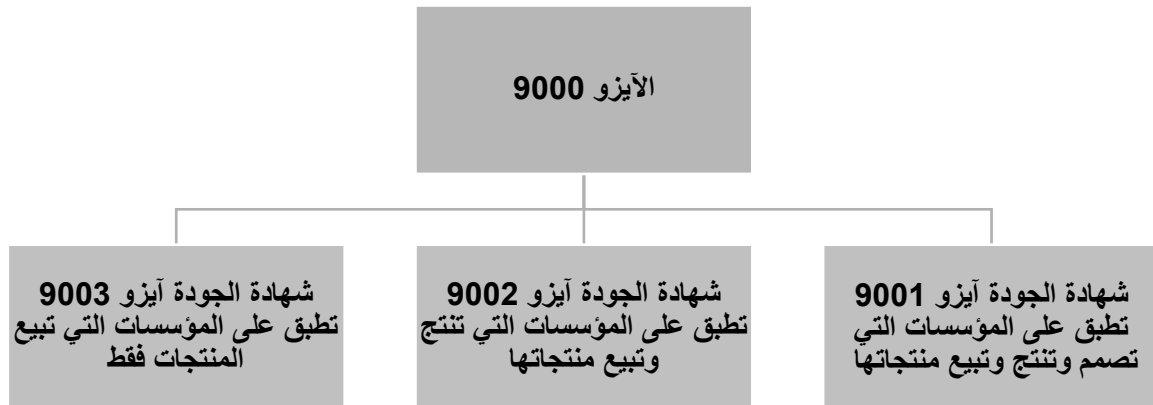 الآيزو 9000
شهادة الجودة آيزو 9001
تطبق على المؤسسات التي
تصمم وتنتج وتبيع منتجاتها
شهادة الجودة آيزو 9002
تطبق على المؤسسات التي تنتج
وتبيع منتجاتها
شهادة الجودة آيزو 9003
تطبق على المؤسسات التي تبيع
المنتجات فقط